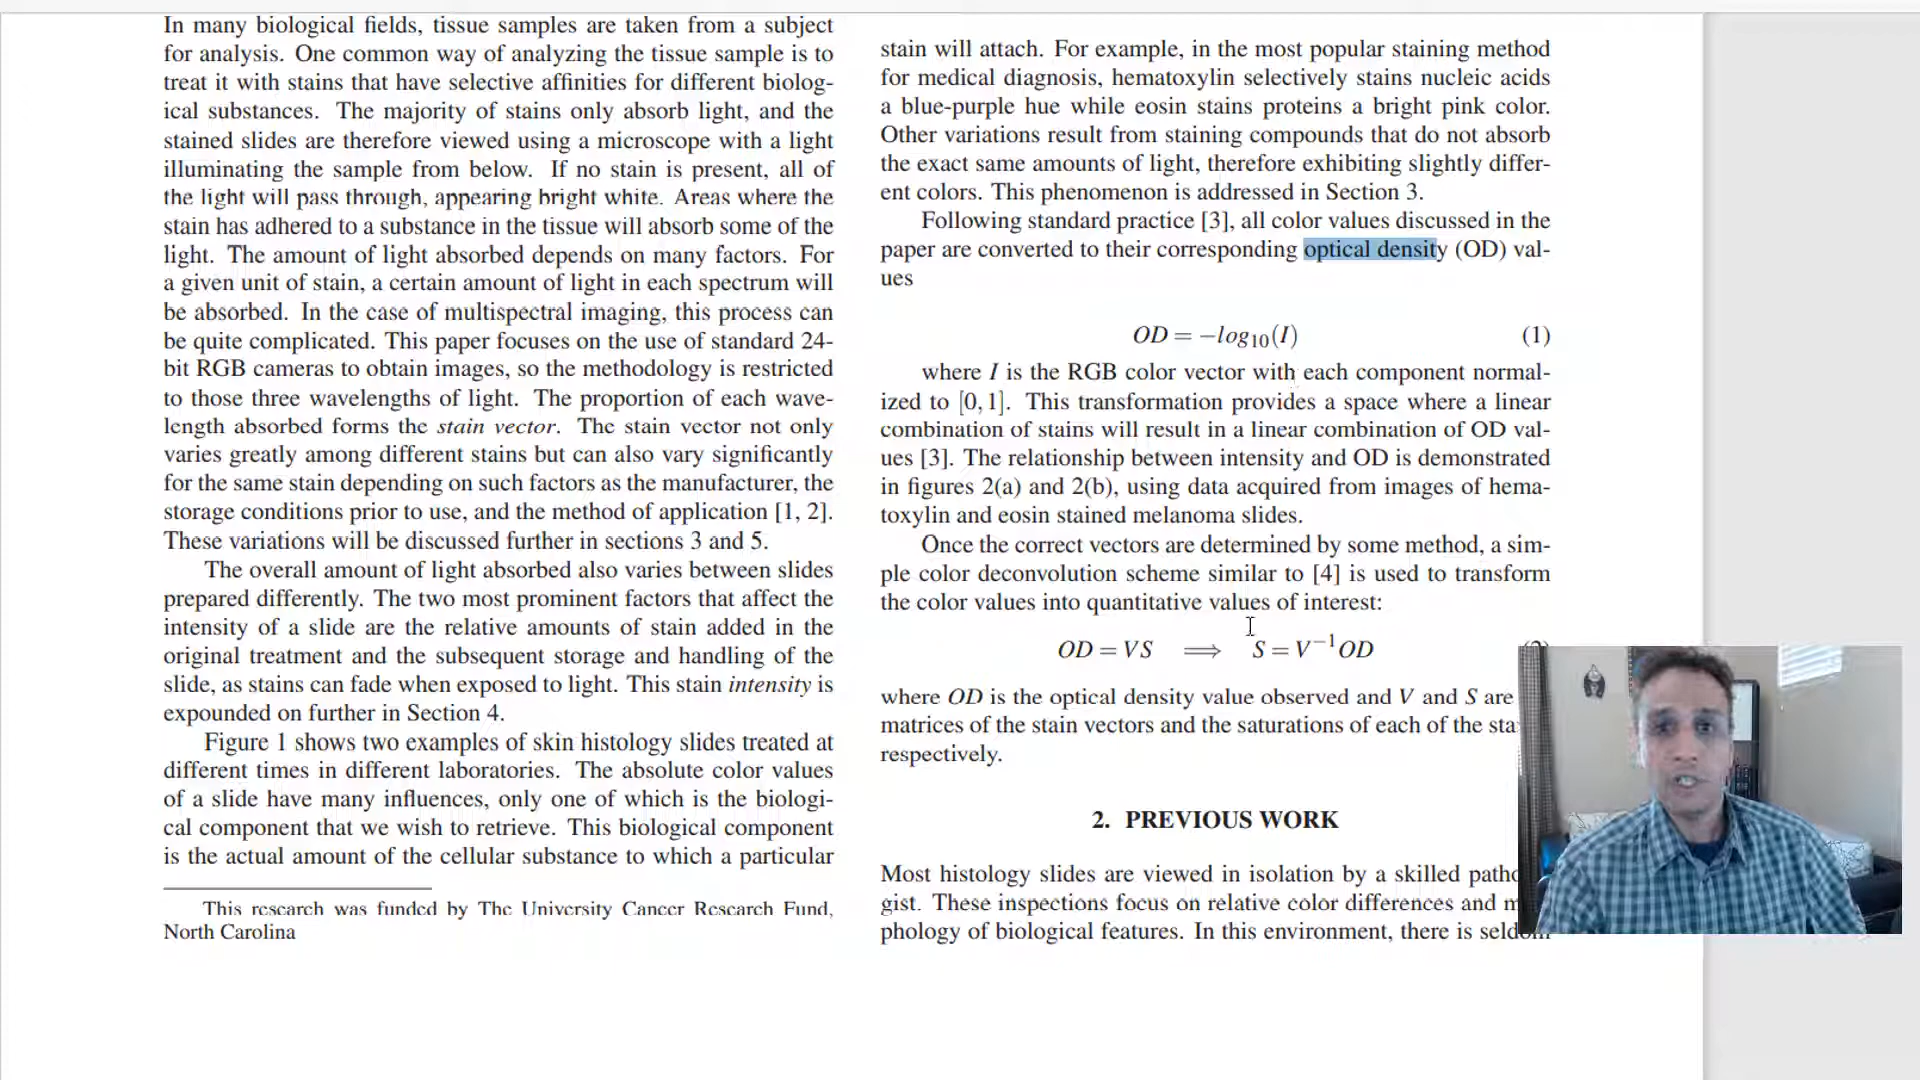 In many biological fields, tissue samples are taken from a subject
for analysis. One common way of analyzing the tissue sample is to
treat it with stains that have selective affinities for different biolog-
ical substances. The majority of stains only absorb light, and the
stained slides are therefore viewed using a microscope with a light
illuminating the sample from below. If no stain is present, all of
the light will pass through, appearing bright white. Areas where the
stain has adhered to a substance in the tissue will absorb some of the
light. The amount of light absorbed depends on many factors. For
a given unit of stain, a certain amount of light in each spectrum will
be absorbed. In the case of multispectral imaging, this process can
be quite complicated. This paper focuses on the use of standard 24-
bit RGB cameras to obtain images, so the methodology is restricted
to those three wavelengths of light. The proportion of each wave-
length absorbed forms the stain vector. The stain vector not only
varies greatly among different stains but can also vary significantly
for the same stain depending on such factors as the manufacturer, the
storage conditions prior to use, and the method of application [1, 2].
These variations will be discussed further in sections 3 and 5.
The overall amount of light absorbed also varies between slides
prepared differently. The two most prominent factors that affect the
intensity of a slide are the relative amounts of stain added in the
original treatment and the subsequent storage and handling of the
slide, as stains can fade when exposed to light. This stain intensity is
expounded on further in Section 4.
Figure 1 shows two examples of skin histology slides treated at
different times in different laboratories. The absolute color values
of a slide have many influences, only one of which is the biologi-
cal component that we wish to retrieve. This biological component
is the actual amount of the cellular substance to which a particular
This research was funded by The University Cancer Research Fund,
North Carolina
stain will attach. For example, in the most popular staining method
for medical diagnosis, hematoxylin selectively stains nucleic acids
a blue-purple hue while eosin stains proteins a bright pink color.
Other variations result from staining compounds that do not absorb
the exact same amounts of light, therefore exhibiting slightly differ-
ent colors. This phenomenon is addressed in Section 3.
Following standard practice [3], all color values discussed in the
paper are converted to their corresponding optical density (OD) val-
ues
OD = −log10(I) (1)
where I is the RGB color vector with each component normal-
ized to [0,1]. This transformation provides a space where a linear
combination of stains will result in a linear combination of OD val-
ues [3]. The relationship between intensity and OD is demonstrated
in figures 2(a) and 2(b), using data acquired from images of hema-
toxylin and eosin stained melanoma slides.
Once the correct vectors are determined by some method, a sim-
ple color deconvolution scheme similar to [4] is used to transform
the color values into quantitative values of interest:
OD = VS ⟹ S = V⁻¹OD
where OD is the optical density value observed and V and S are
matrices of the stain vectors and the saturations of each of the
respectively.
2. PREVIOUS WORK
Most histology slides are viewed in isolation by a skilled
gist. These inspections focus on relative color differences and
phology of biological features. In this environment, there is seldom